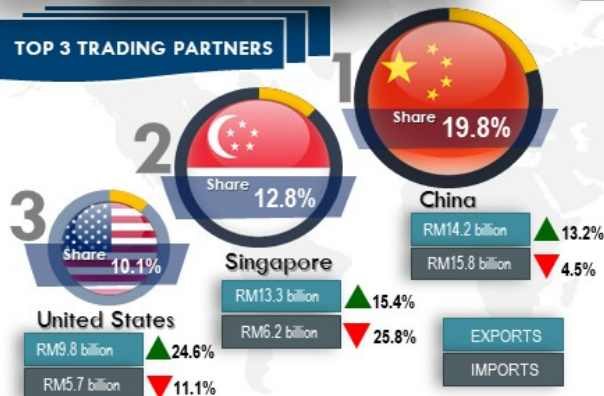 TOP 3 TRADING PARTNERS
1
Share 19.8%
China
RM14.2 billion 13.2%
RM15.8 billion 4.5%
2
Share 12.8%
Singapore
RM13.3 billion 15.4%
RM6.2 billion 25.8%
3
Share 10.1%
United States
RM9.8 billion 24.6%
RM5.7 billion 11.1%
EXPORTS
IMPORTS